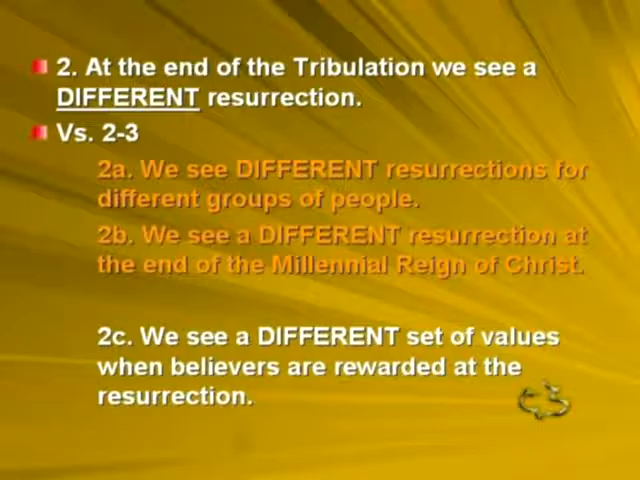 2. At the end of the Tribulation we see a
DIFFERENT resurrection.
Vs. 2-3
2a. We see DIFFERENT resurrections for
different groups of people.
2b. We see a DIFFERENT resurrection at
the end of the Millennial Reign of Christ.
2c. We see a DIFFERENT set of values
when believers are rewarded at the
resurrection.